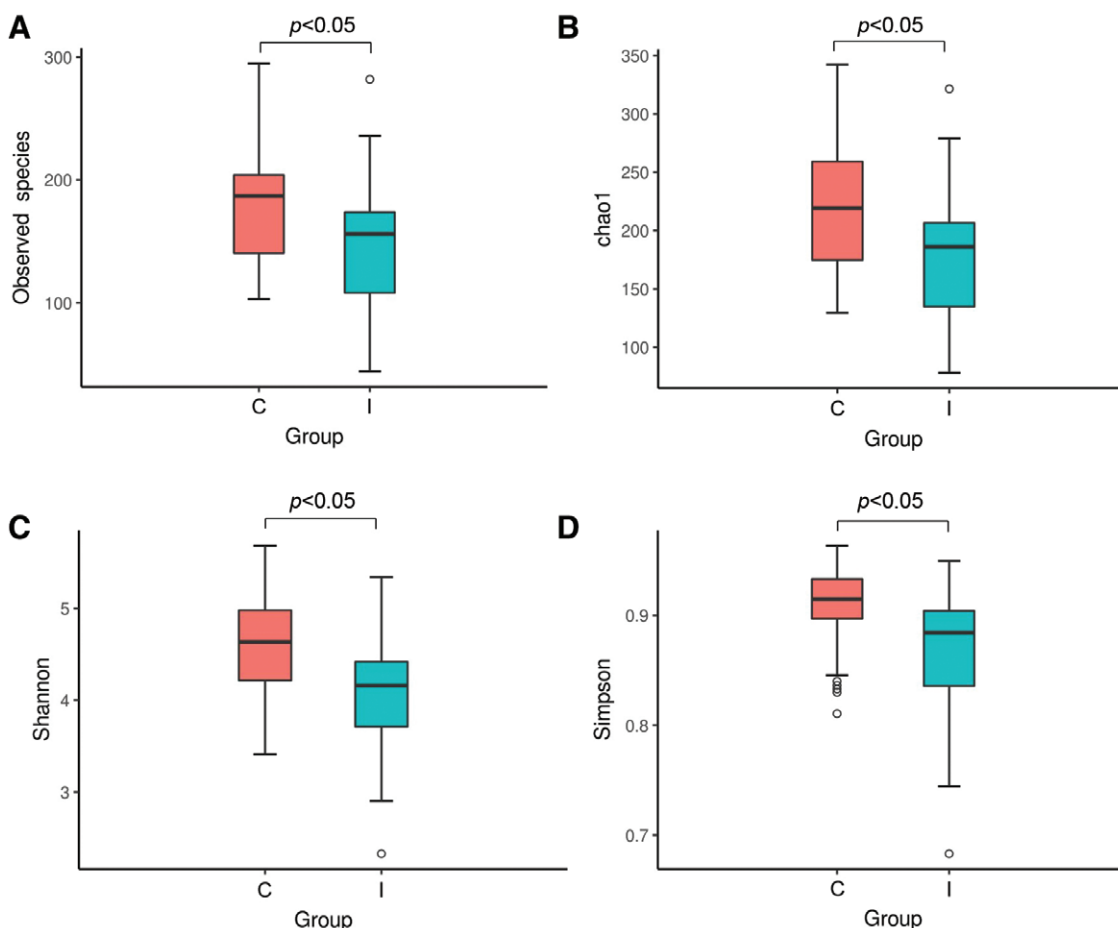 A
p<0.05
Observed species
300
200
100
C I
Group
B
p<0.05
chao1
350
300
250
200
150
100
C I
Group
C
p<0.05
Shannon
5
4
3
C I
Group
D
p<0.05
Simpson
0.9
0.8
0.7
C I
Group